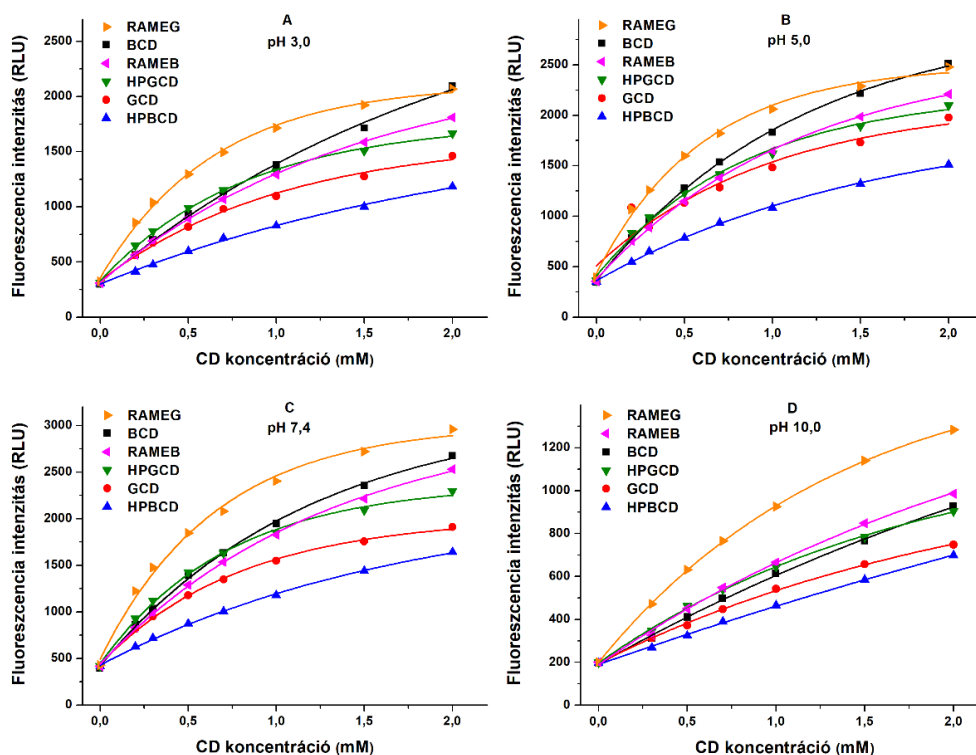 A
pH 3,0
RAMEG
BCD
RAMEB
HPGCD
GCD
HPBCD
Fluoreszencia intenzitás (RLU)
2500
2000
1500
1000
500
0
0,0 0,5 1,0 1,5 2,0
CD koncentráció (mM)
B
pH 5,0
RAMEG
BCD
RAMEB
HPGCD
GCD
HPBCD
Fluoreszencia intenzitás (RLU)
2500
2000
1500
1000
500
0
0,0 0,5 1,0 1,5 2,0
CD koncentráció (mM)
C
pH 7,4
RAMEG
BCD
RAMEB
HPGCD
GCD
HPBCD
Fluoreszencia intenzitás (RLU)
3000
2500
2000
1500
1000
500
0
0,0 0,5 1,0 1,5 2,0
CD koncentráció (mM)
D
pH 10,0
RAMEG
RAMEB
BCD
HPGCD
GCD
HPBCD
Fluoreszencia intenzitás (RLU)
1200
1000
800
600
400
200
0
0,0 0,5 1,0 1,5 2,0
CD koncentráció (mM)